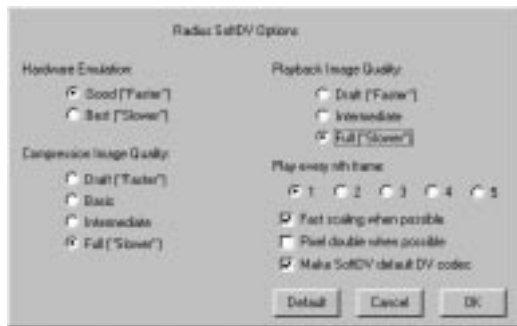 Radius SoftDV Options
Hardware Emulation:
Good ("Faster")
Best ("Slower")
Compression Image Quality:
Draft ("Faster")
Basic
Intermediate
Full ("Slower")
Playback Image Quality:
Draft ("Faster")
Intermediate
Full ("Slower")
Play every nth frame:
1 2 3 4 5
Fast scaling when possible
Pixel double when possible
Make SoftDV default DV codec
Default Cancel OK